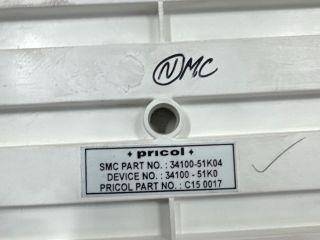 NMC
pricol
SMC PART NO. : 34100-51K04
DEVICE NO. : 34100 - 51K0
PRICOL PART NO. : C15 0017